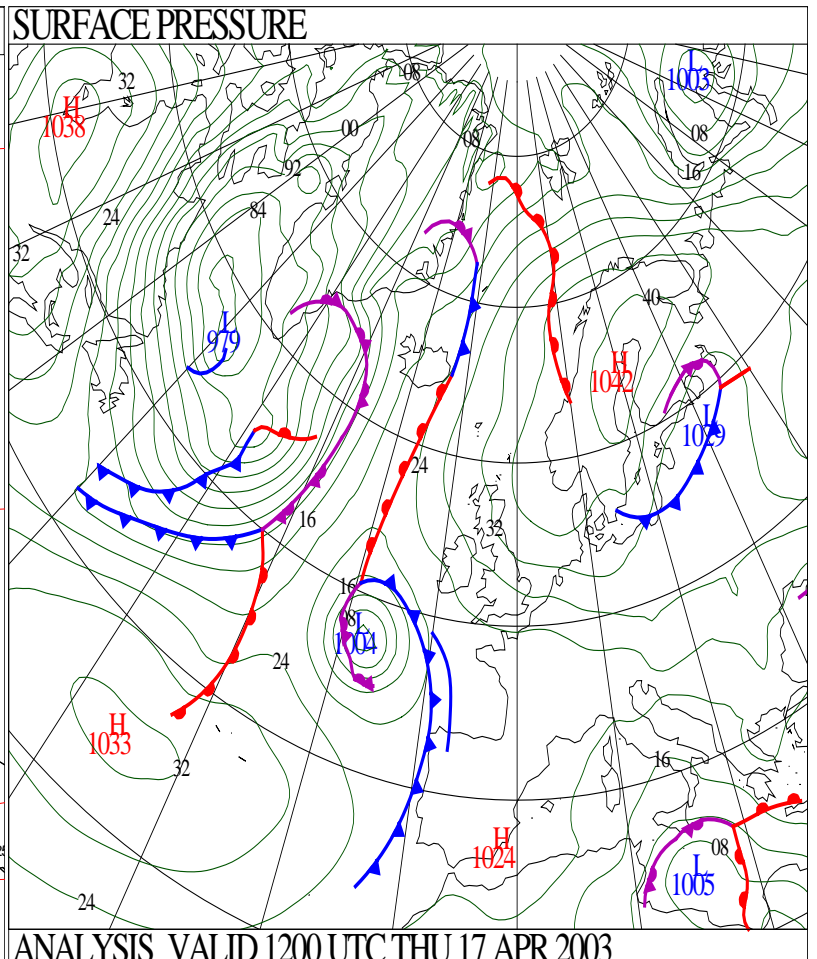 SURFACE PRESSURE
L
1003
32
08
H
1038
00
08
08
92
16
84
24
32
40
L
979
H
1042
L
1029
24
16
32
16
08
L
1004
24
H
1033
32
16
H
1024
08
L
1005
24
ANALYSIS VALID 1200 UTC THU 17 APR 2003